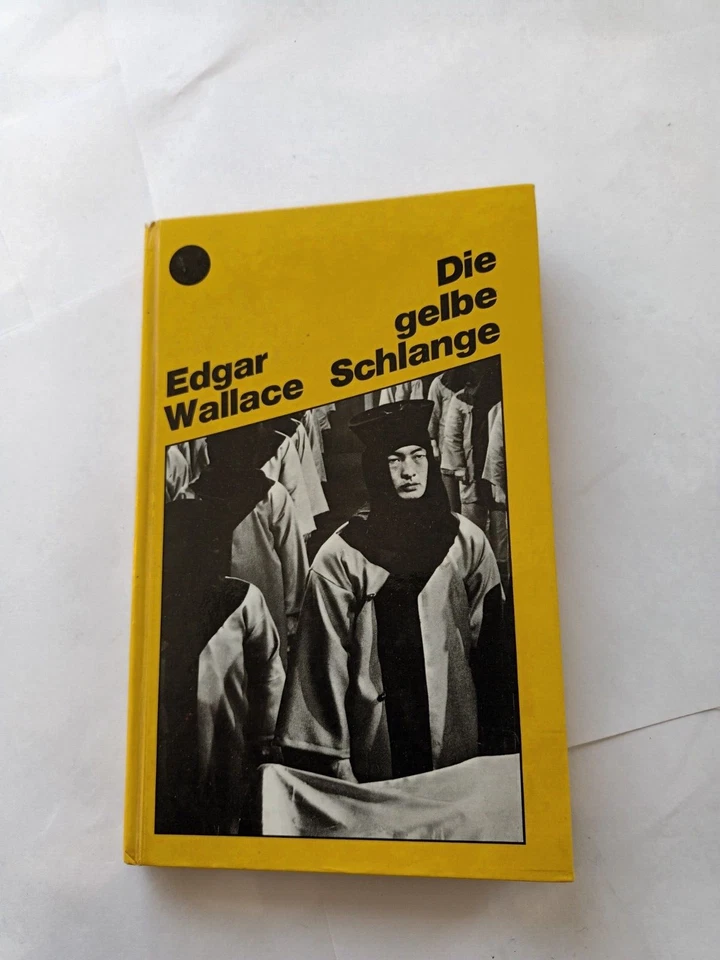 Die
gelbe
Schlange
Edgar
Wallace